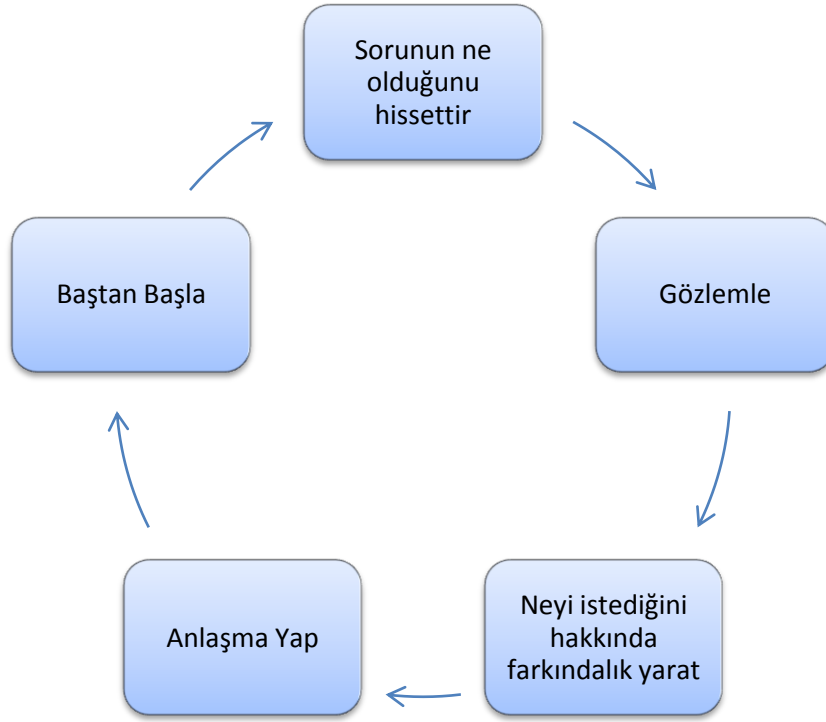 Sorunun ne
olduğunu
hissettir
Gözlemle
Neyi istediğini
hakkında
farkındalık yarat
Anlaşma Yap
Baştan Başla